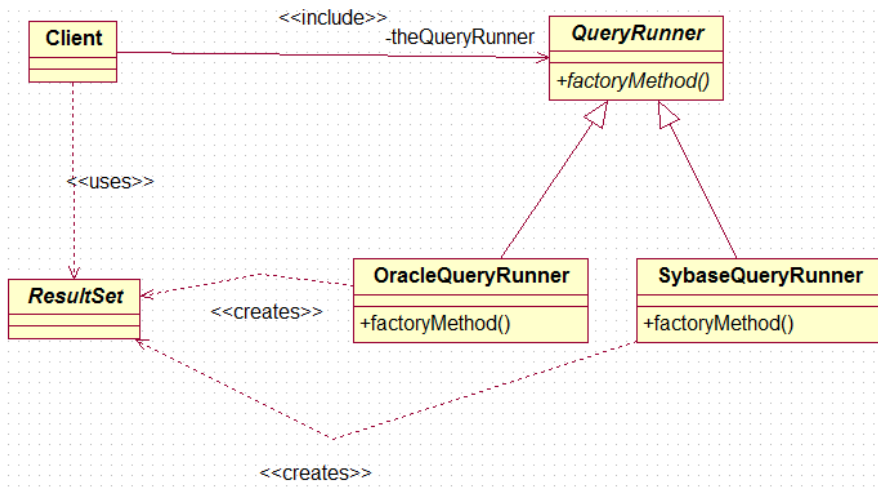 <<include>>
Client
-theQueryRunner
QueryRunner
+factoryMethod()
<<uses>>
ResultSet
<<creates>>
OracleQueryRunner
+factoryMethod()
SybaseQueryRunner
+factoryMethod()
<<creates>>